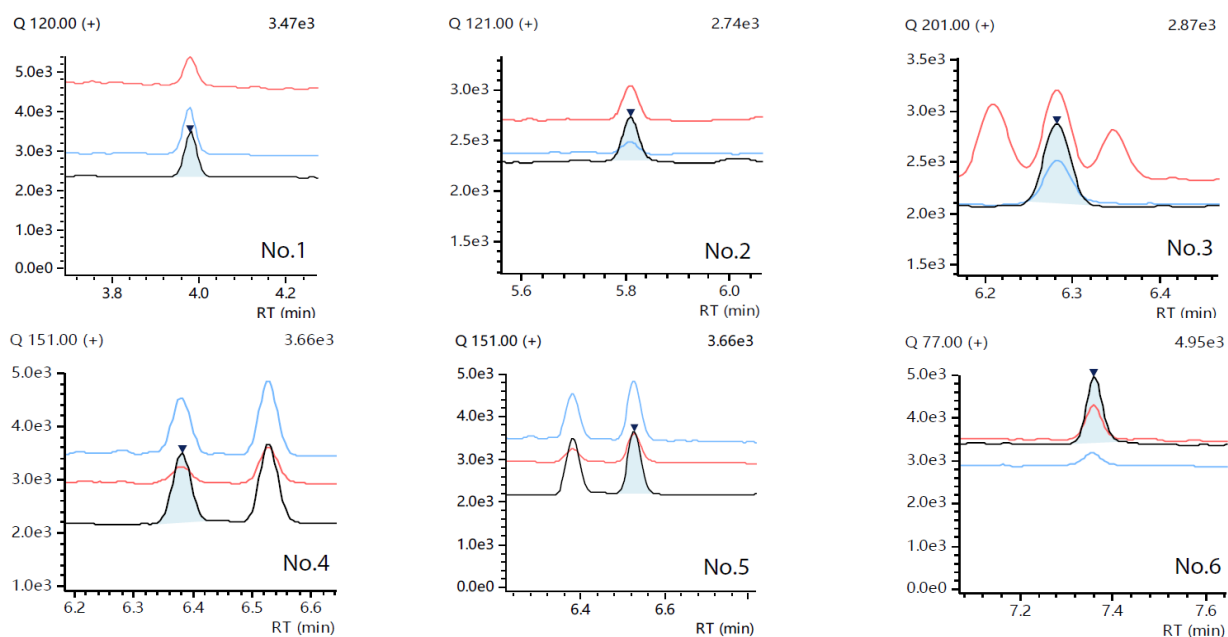 Q 120.00 (+) 3.47e3
5.0e3
4.0e3
3.0e3
2.0e3
1.0e3
0.0e0
No.1
3.8 4.0 4.2
RT (min)
Q 121.00 (+) 2.74e3
3.0e3
2.5e3
2.0e3
1.5e3
No.2
5.6 5.8 6.0
RT (min)
Q 201.00 (+) 2.87e3
3.5e3
3.0e3
2.5e3
2.0e3
1.5e3
No.3
6.2 6.3 6.4
RT (min)
Q 151.00 (+) 3.66e3
5.0e3
4.0e3
3.0e3
2.0e3
1.0e3
No.4
6.2 6.3 6.4 6.5 6.6
RT (min)
Q 151.00 (+) 3.66e3
5.0e3
4.0e3
3.0e3
2.0e3
1.0e3
0.0e0
No.5
6.4 6.6
RT (min)
Q 77.00 (+) 4.95e3
5.0e3
4.0e3
3.0e3
2.0e3
1.0e3
0.0e0
No.6
7.2 7.4 7.6
RT (min)